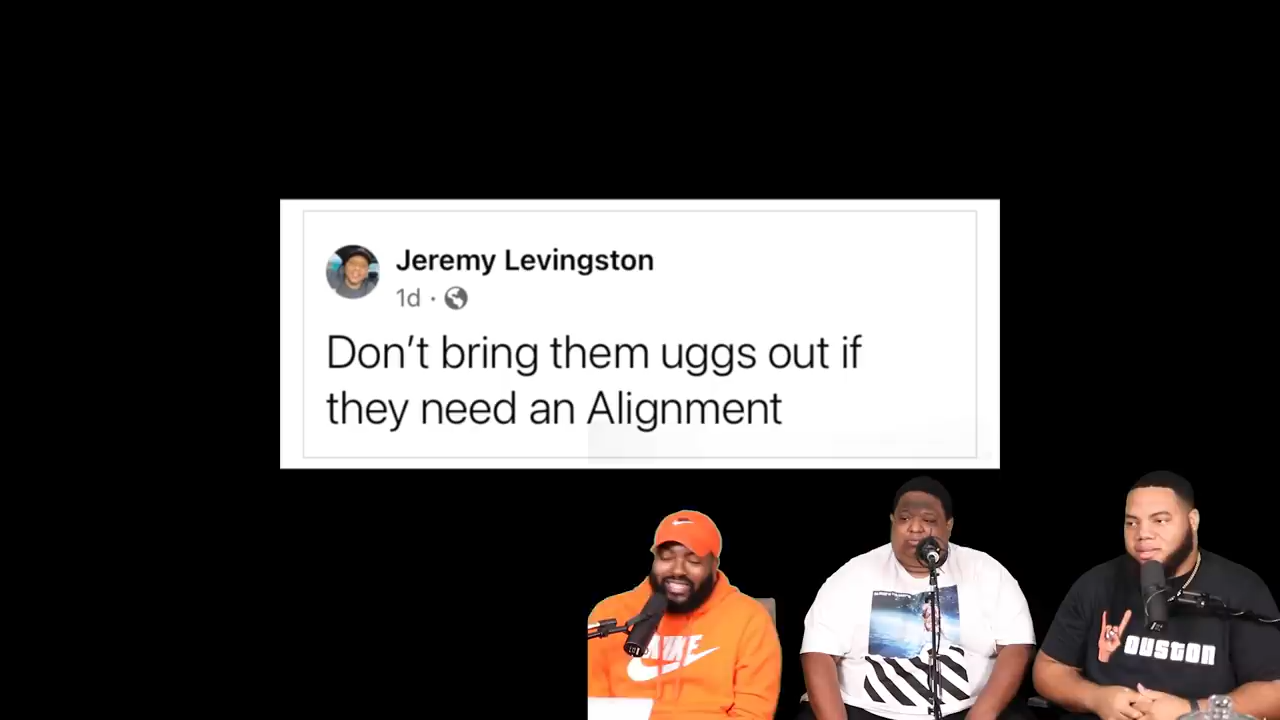 Jeremy Levingston
1d ·
Don't bring them uggs out if
they need an Alignment
NIKE
OUSTON